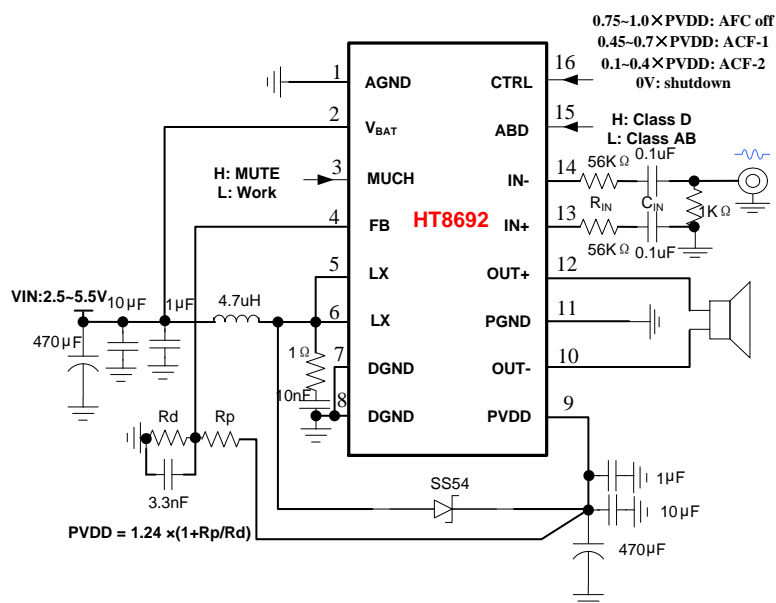 0.75~1.0×PVDD: AFC off
0.45~0.7×PVDD: ACF-1
0.1~0.4×PVDD: ACF-2
0V: shutdown
1
AGND
CTRL
16
2
VBAT
ABD
15
H: Class D
L: Class AB
H: MUTE
L: Work
3
MUCH
IN-
14
56KΩ
0.1uF
HT8692
RIN
CIN
1KΩ
4
FB
IN+
13
56KΩ
0.1uF
5
LX
OUT+
12
VIN:2.5~5.5V
10μF
1μF
4.7uH
6
LX
PGND
11
470μF
1Ω
7
DGND
OUT-
10
10nF
8
DGND
PVDD
9
Rd
Rp
3.3nF
SS54
1μF
10μF
470μF
PVDD = 1.24 ×(1+Rp/Rd)